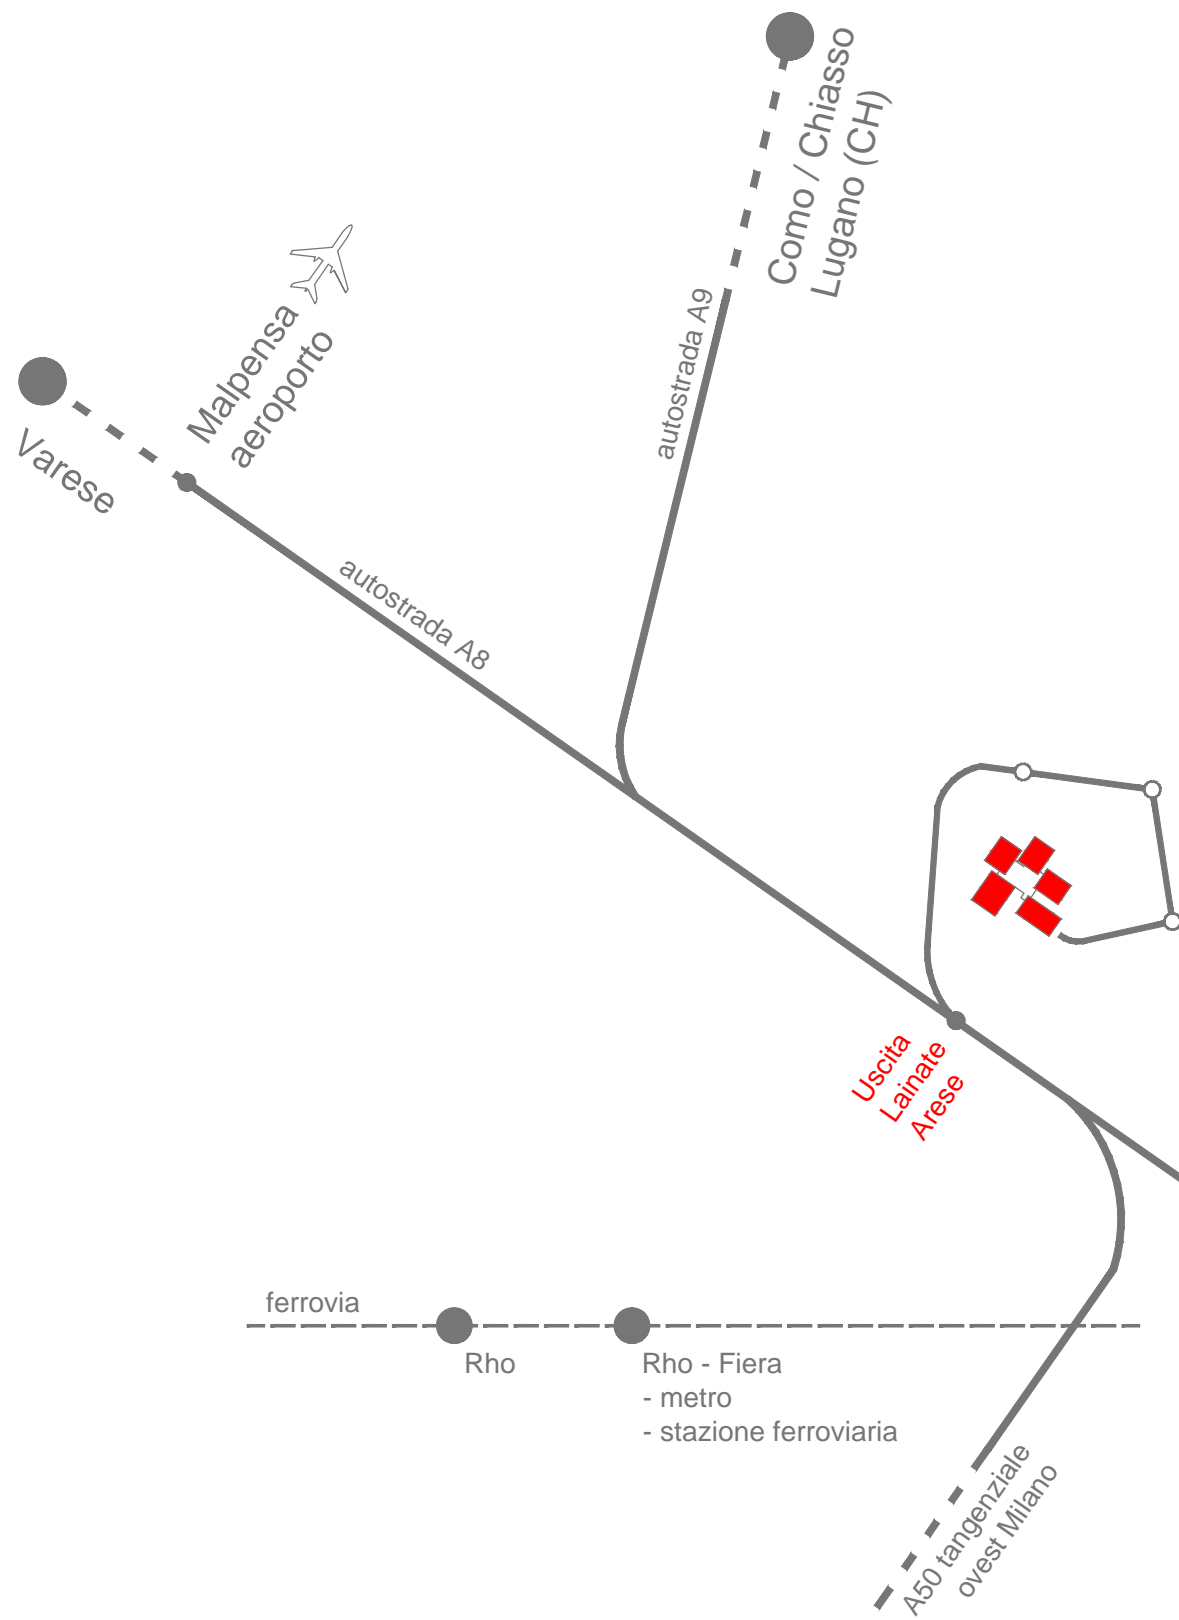 Como / Chiasso
Lugano (CH)
Malpensa
aeroporto
autostrada A9
Varese
autostrada A8
Uscita
Lainate
Arese
ferrovia
Rho
Rho - Fiera
- metro
- stazione ferroviaria
A50 tangenziale
ovest Milano